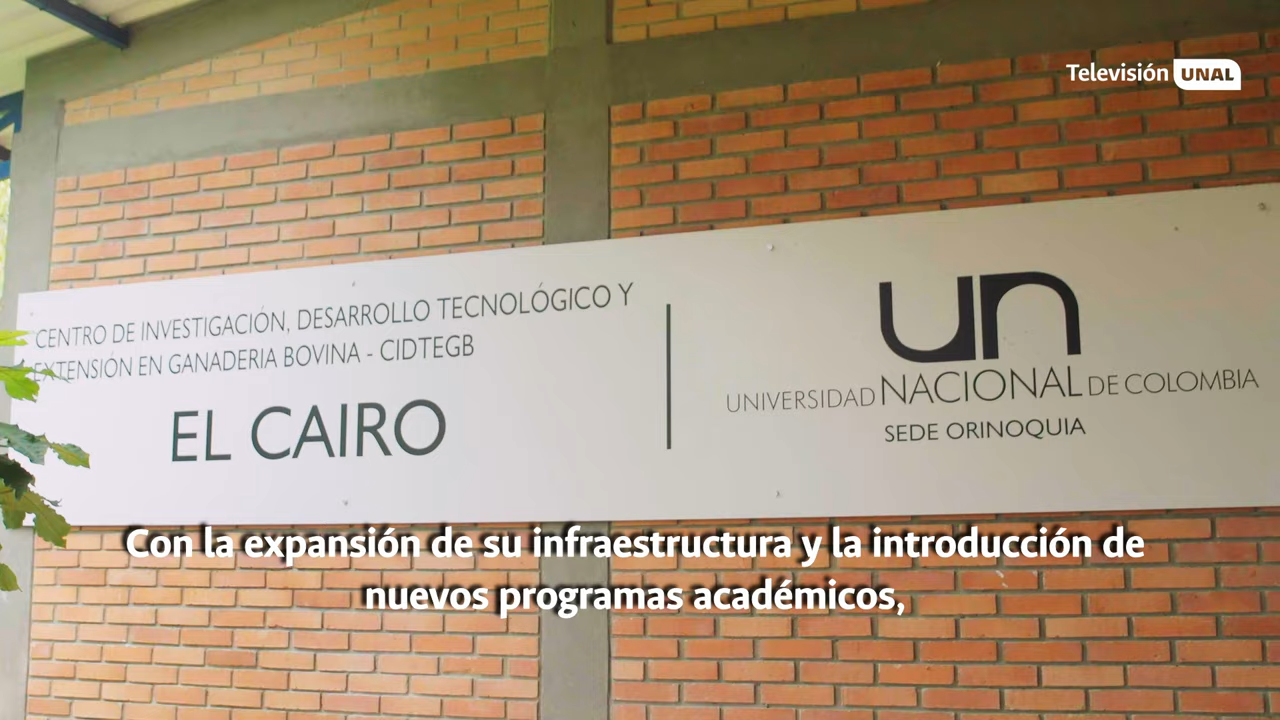 Televisión UNAL
CENTRO DE INVESTIGACIÓN, DESARROLLO TECNOLÓGICO Y
EXTENSIÓN EN GANADERIA BOVINA - CIDTEGB
EL CAIRO
un
UNIVERSIDAD NACIONAL DE COLOMBIA
SEDE ORINOQUIA
Con la expansión de su infraestructura y la introducción de
nuevos programas académicos,